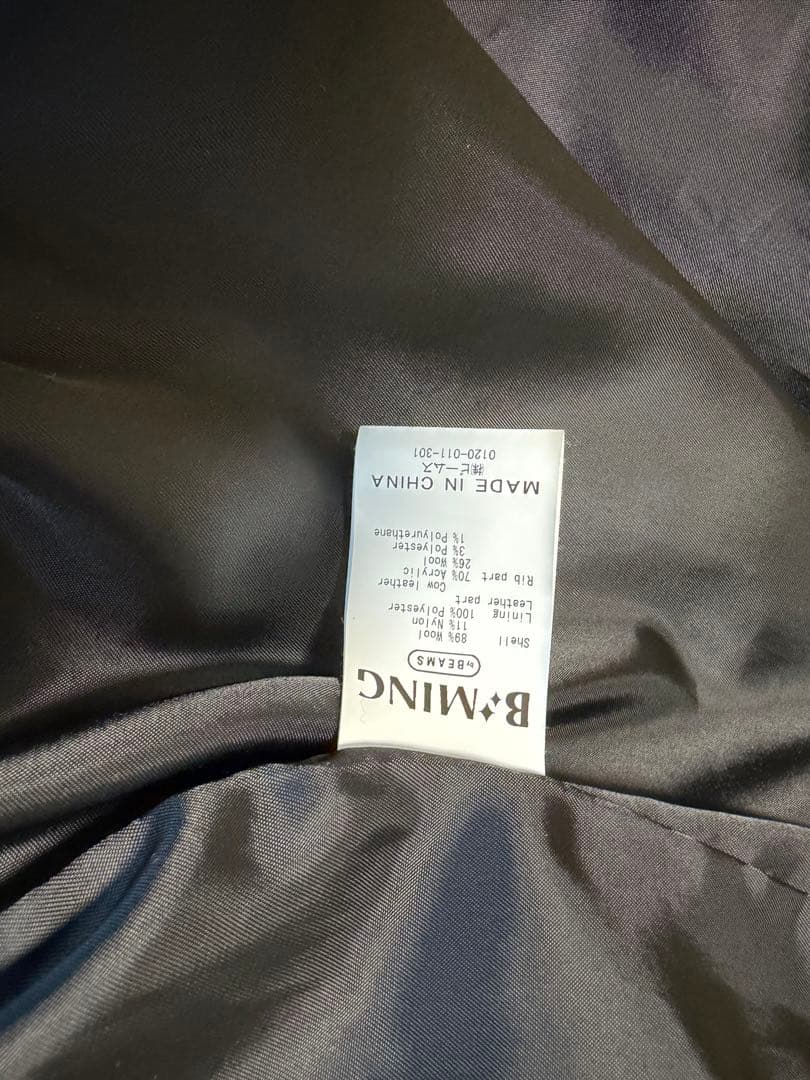 B✦MING
by BEAMS
Shell 89% Wool
11% Nylon
Lining 100% Polyester
Leather part
Cow leather
Rib part 70% Acrylic
26% Wool
3% Polyester
1% Polyurethane
MADE IN CHINA
㈱ビームス
0120-011-301